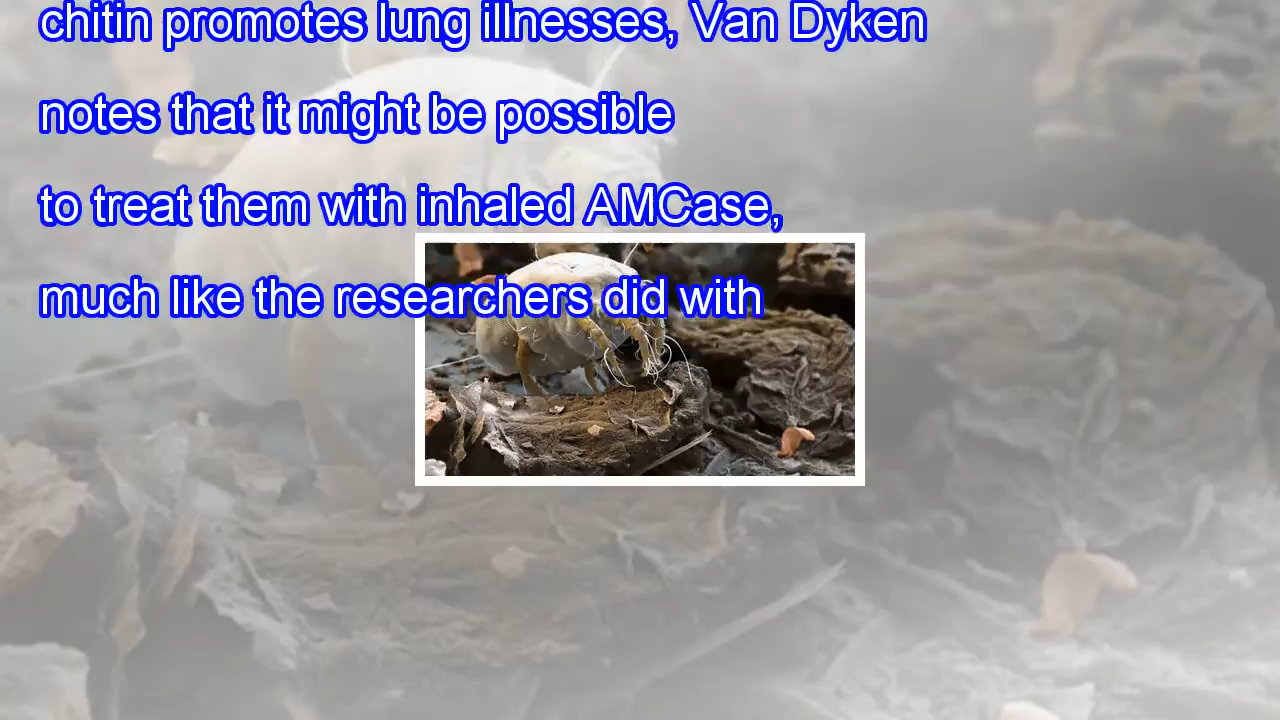 chitin promotes lung illnesses, Van Dyken
notes that it might be possible
to treat them with inhaled AMCase,
much like the researchers did with